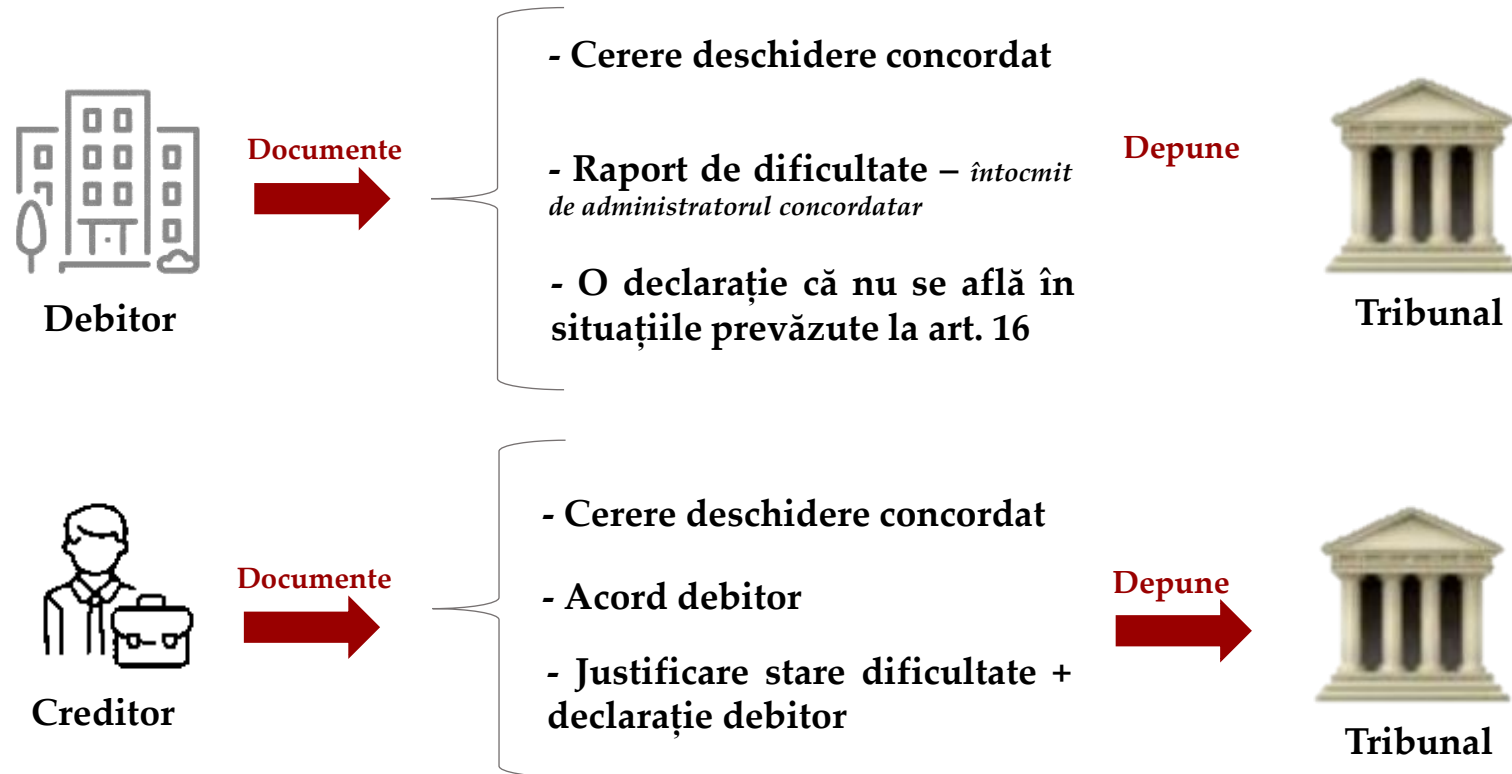 - Cerere deschidere concordat
Documente
Depune
- Raport de dificultate – întocmit
de administratorul concordatar
- O declarație că nu se află în
situațiile prevăzute la art. 16
Debitor
Tribunal
- Cerere deschidere concordat
Documente
Depune
- Acord debitor
- Justificare stare dificultate +
declarație debitor
Creditor
Tribunal